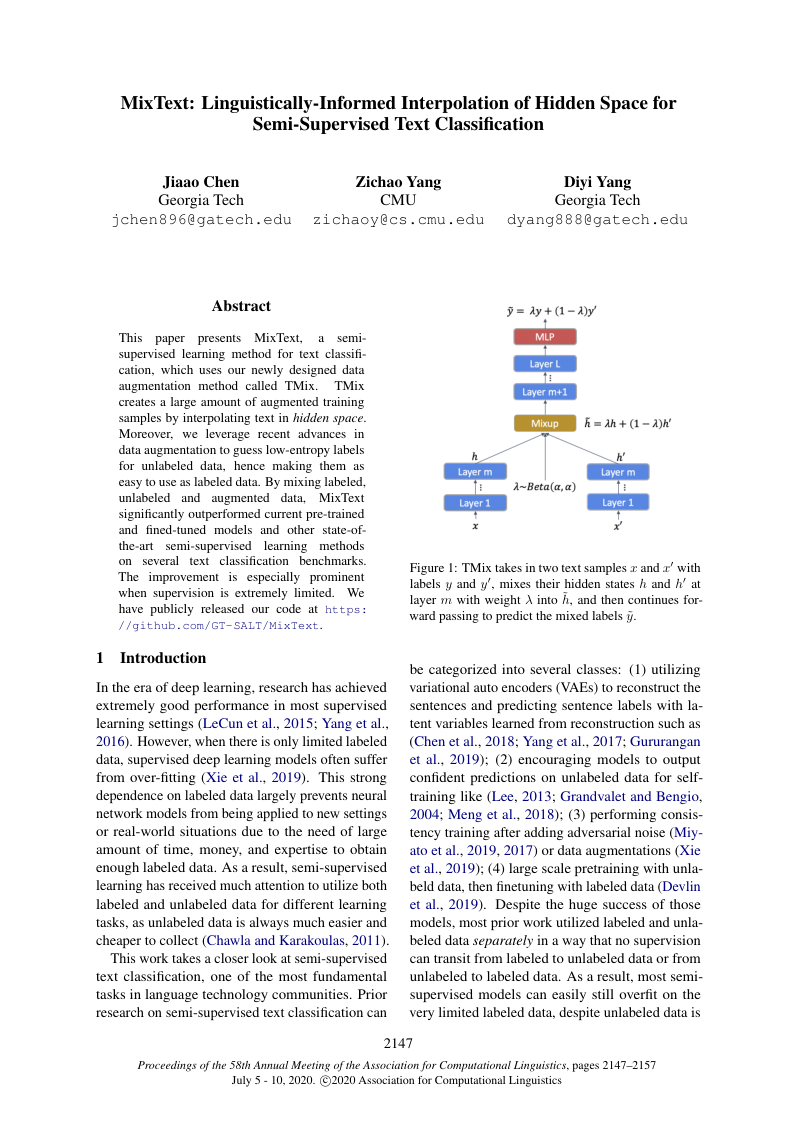 MixText: Linguistically-Informed Interpolation of Hidden Space for
Semi-Supervised Text Classification
Jiaao Chen
Georgia Tech
jchen896@gatech.edu
Zichao Yang
CMU
zichaoy@cs.cmu.edu
Diyi Yang
Georgia Tech
dyang888@gatech.edu
Abstract
This paper presents MixText, a semi-
supervised learning method for text classifi-
cation, which uses our newly designed data
augmentation method called TMix. TMix
creates a large amount of augmented training
samples by interpolating text in hidden space.
Moreover, we leverage recent advances in
data augmentation to guess low-entropy labels
for unlabeled data, hence making them as
easy to use as labeled data. By mixing labeled,
unlabeled and augmented data, MixText
significantly outperformed current pre-trained
and fined-tuned models and other state-of-
the-art semi-supervised learning methods
on several text classification benchmarks.
The improvement is especially prominent
when supervision is extremely limited. We
have publicly released our code at https:
//github.com/GT-SALT/MixText.
1 Introduction
In the era of deep learning, research has achieved
extremely good performance in most supervised
learning settings (LeCun et al., 2015; Yang et al.,
2016). However, when there is only limited labeled
data, supervised deep learning models often suffer
from over-fitting (Xie et al., 2019). This strong
dependence on labeled data largely prevents neural
network models from being applied to new settings
or real-world situations due to the need of large
amount of time, money, and expertise to obtain
enough labeled data. As a result, semi-supervised
learning has received much attention to utilize both
labeled and unlabeled data for different learning
tasks, as unlabeled data is always much easier and
cheaper to collect (Chawla and Karakoulas, 2011).
This work takes a closer look at semi-supervised
text classification, one of the most fundamental
tasks in language technology communities. Prior
research on semi-supervised text classification can
ỹ = λy + (1 − λ)y′
MLP
Layer L
Layer m+1
Mixup
h̃ = λh + (1 − λ)h′
h
h′
Layer m
Layer m
λ~Beta(α, α)
Layer 1
Layer 1
x
x′
Figure 1: TMix takes in two text samples x and x′ with
labels y and y′, mixes their hidden states h and h′ at
layer m with weight λ into h̃, and then continues for-
ward passing to predict the mixed labels ỹ.
be categorized into several classes: (1) utilizing
variational auto encoders (VAEs) to reconstruct the
sentences and predicting sentence labels with la-
tent variables learned from reconstruction such as
(Chen et al., 2018; Yang et al., 2017; Gururangan
et al., 2019); (2) encouraging models to output
confident predictions on unlabeled data for self-
training like (Lee, 2013; Grandvalet and Bengio,
2004; Meng et al., 2018); (3) performing consis-
tency training after adding adversarial noise (Miy-
ato et al., 2019, 2017) or data augmentations (Xie
et al., 2019); (4) large scale pretraining with unla-
beld data, then finetuning with labeled data (Devlin
et al., 2019). Despite the huge success of those
models, most prior work utilized labeled and unla-
beled data separately in a way that no supervision
can transit from labeled to unlabeled data or from
unlabeled to labeled data. As a result, most semi-
supervised models can easily still overfit on the
very limited labeled data, despite unlabeled data is
2147
Proceedings of the 58th Annual Meeting of the Association for Computational Linguistics, pages 2147–2157
July 5 - 10, 2020. ©2020 Association for Computational Linguistics